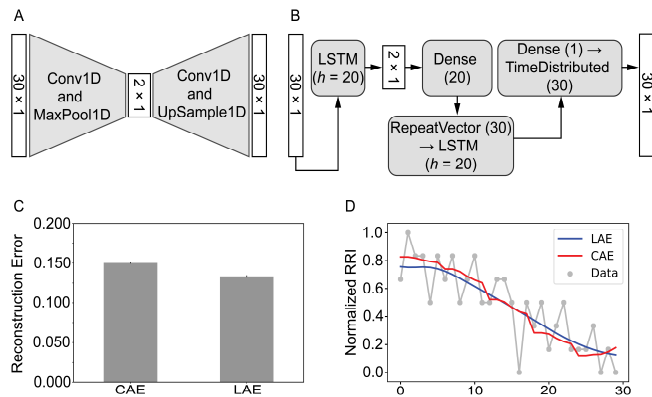 A
30 × 1
Conv1D
and
MaxPool1D
2 × 1
Conv1D
and
UpSample1D
30 × 1
B
30 × 1
LSTM
(h = 20)
2 × 1
Dense
(20)
RepeatVector (30)
→ LSTM
(h = 20)
Dense (1) →
TimeDistributed
(30)
30 × 1
C
Reconstruction Error
0.200
0.150
0.100
0.050
0.000
CAE
LAE
D
Normalized RRI
1.0
0.8
0.6
0.4
0.2
0.0
0
10
20
30
LAE
CAE
Data